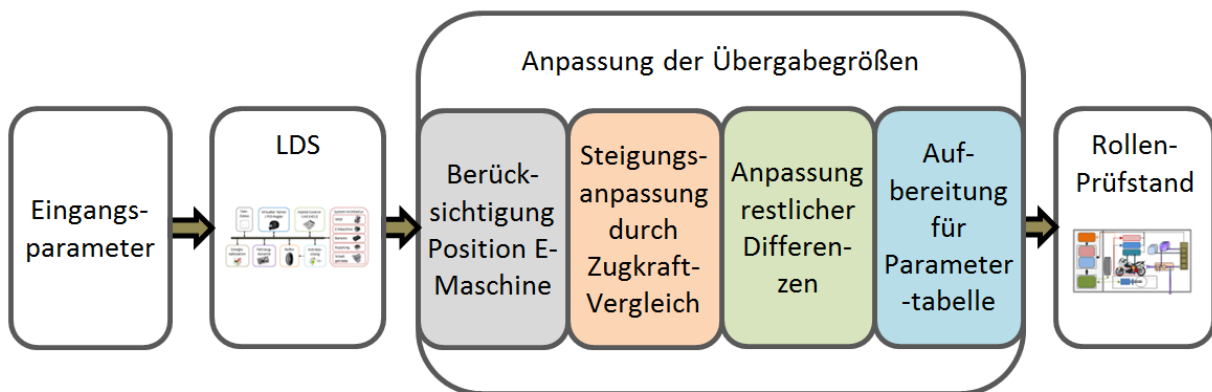 Anpassung der Übergabegrößen
Eingangs-
parameter
LDS
Berück-
sichtigung
Position E-
Maschine
Steigungs-
anpassung
durch
Zugkraft-
Vergleich
Anpassung
restlicher
Differen-
zen
Auf-
bereitung
für
Parameter
-tabelle
Rollen-
Prüfstand